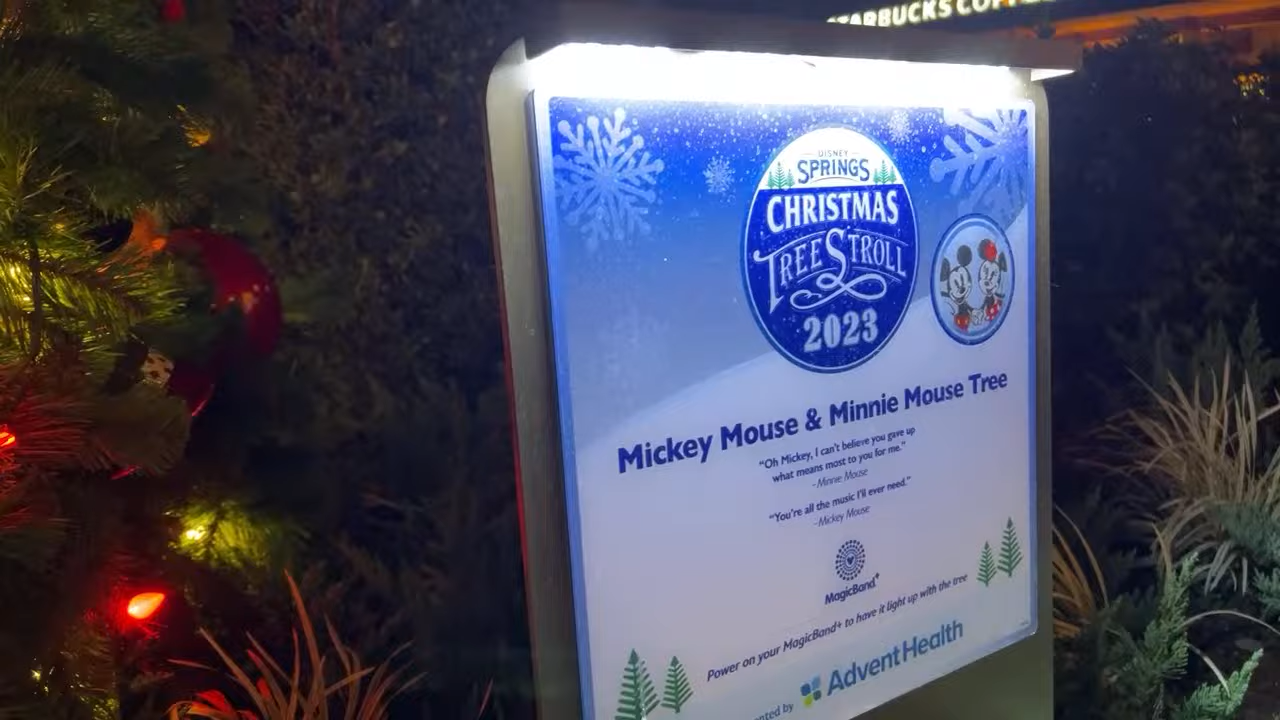 STARBUCKS COFFEE
DISNEY
SPRINGS
CHRISTMAS
TREE STROLL
2023
Mickey Mouse & Minnie Mouse Tree
“Oh Mickey, I can't believe you gave up
what means most to you for me.”
-Minnie Mouse
“You're all the music I'll ever need.”
-Mickey Mouse
MagicBand+
Power on your MagicBand+ to have it light up with the tree
by
AdventHealth